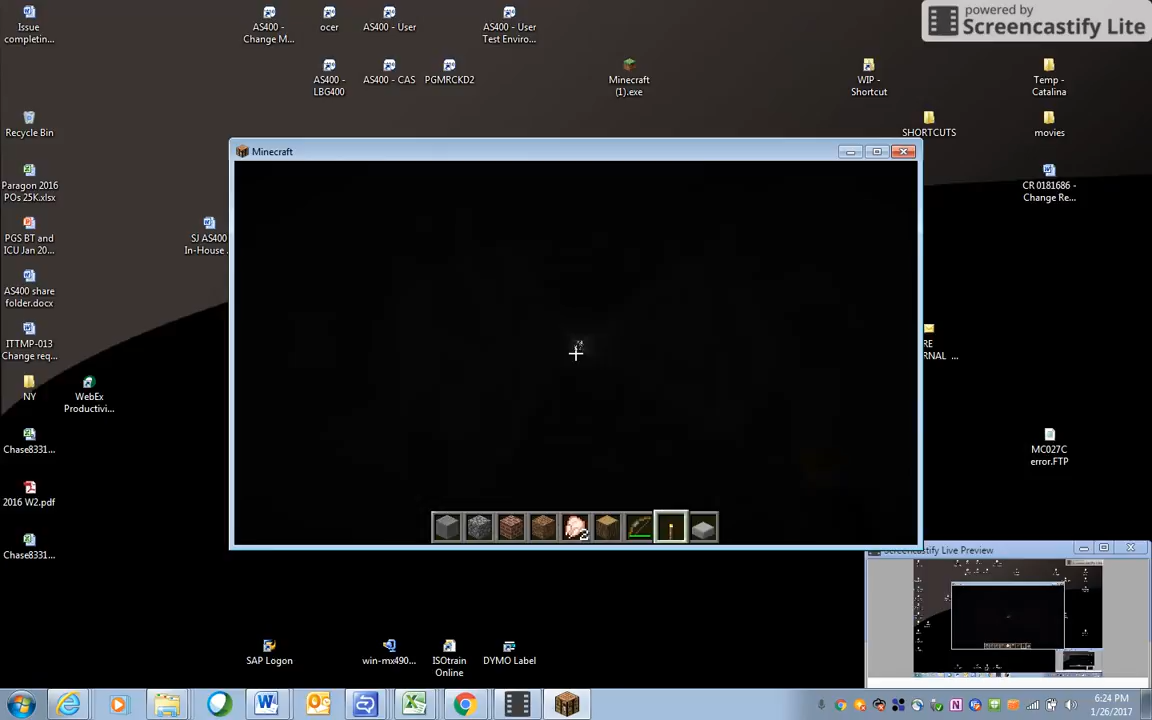 powered by
Screencastify Lite
Issue
completin...
AS400 -
Change M...
ocer
AS400 - User
AS400 - User
Test Enviro...
AS400 -
LBG400
AS400 - CAS
PGMRCKD2
Minecraft
(1).exe
WIP -
Shortcut
Temp -
Catalina
Recycle Bin
SHORTCUTS
movies
Minecraft
Paragon 2016
POs 25K.xlsx
CR 0181686 -
Change Re...
PGS BT and
ICU Jan 20...
SJ AS400
In-House
AS400 share
folder.docx
ITTMP-013
Change req...
RE
RNAL ...
NY
WebEx
Productivi...
Chase8331...
MC027C
error.FTP
2016 W2.pdf
2
Chase8331...
Screencastify Live Preview
SAP Logon
win-mx490...
ISOtrain
Online
DYMO Label
6:24 PM
1/26/2017